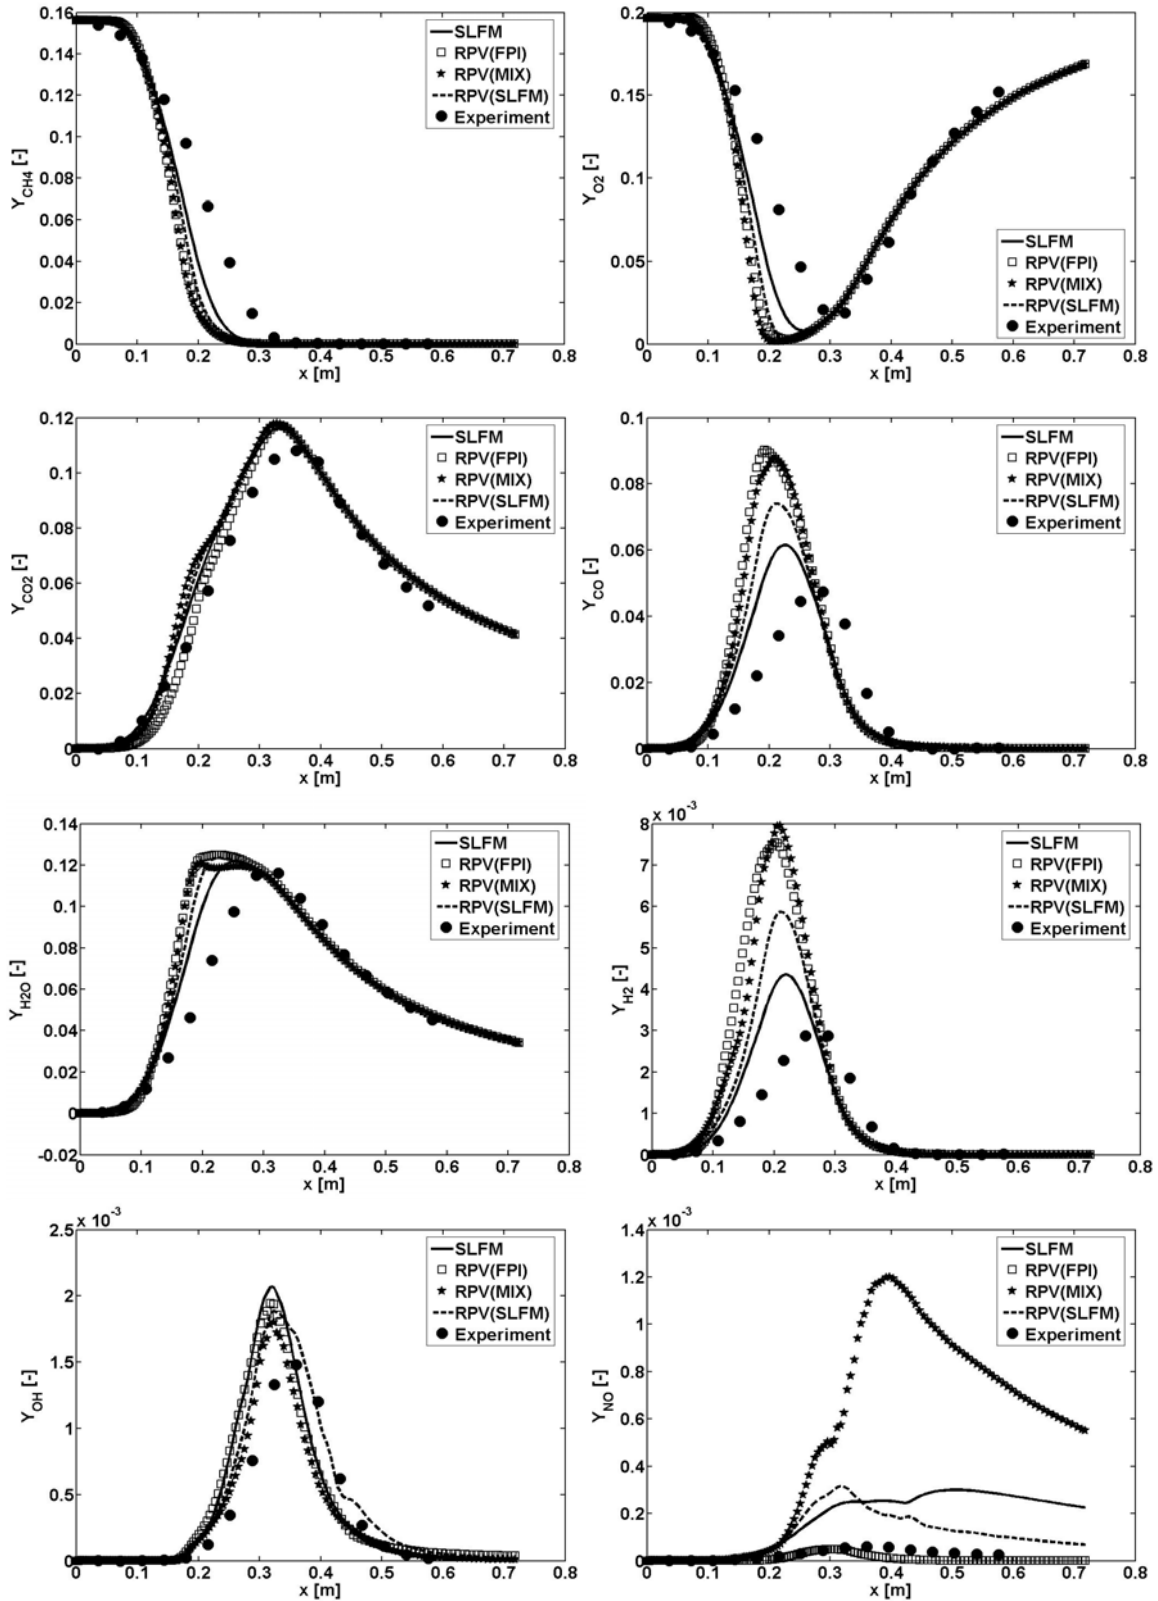 0.16
0.14
0.12
0.1
0.08
0.06
0.04
0.02
0
0 0.1 0.2 0.3 0.4 0.5 0.6 0.7 0.8
x [m]
Y_CH4 [-]
SLFM
RPV(FPI)
RPV(MIX)
RPV(SLFM)
Experiment
0.2
0.15
0.1
0.05
0
0 0.1 0.2 0.3 0.4 0.5 0.6 0.7 0.8
x [m]
Y_O2 [-]
SLFM
RPV(FPI)
RPV(MIX)
RPV(SLFM)
Experiment
0.12
0.1
0.08
0.06
0.04
0.02
0
0 0.1 0.2 0.3 0.4 0.5 0.6 0.7 0.8
x [m]
Y_CO2 [-]
SLFM
RPV(FPI)
RPV(MIX)
RPV(SLFM)
Experiment
0.1
0.08
0.06
0.04
0.02
0
0 0.1 0.2 0.3 0.4 0.5 0.6 0.7 0.8
x [m]
Y_CO [-]
SLFM
RPV(FPI)
RPV(MIX)
RPV(SLFM)
Experiment
0.14
0.12
0.1
0.08
0.06
0.04
0.02
0
-0.02
0 0.1 0.2 0.3 0.4 0.5 0.6 0.7 0.8
x [m]
Y_H2O [-]
SLFM
RPV(FPI)
RPV(MIX)
RPV(SLFM)
Experiment
x 10⁻³
8
7
6
5
4
3
2
1
0
0 0.1 0.2 0.3 0.4 0.5 0.6 0.7 0.8
x [m]
Y_H2 [-]
SLFM
RPV(FPI)
RPV(MIX)
RPV(SLFM)
Experiment
x 10⁻³
2.5
2
1.5
1
0.5
0
0 0.1 0.2 0.3 0.4 0.5 0.6 0.7 0.8
x [m]
Y_OH [-]
SLFM
RPV(FPI)
RPV(MIX)
RPV(SLFM)
Experiment
x 10⁻³
1.4
1.2
1
0.8
0.6
0.4
0.2
0
0 0.1 0.2 0.3 0.4 0.5 0.6 0.7 0.8
x [m]
Y_NO [-]
SLFM
RPV(FPI)
RPV(MIX)
RPV(SLFM)
Experiment